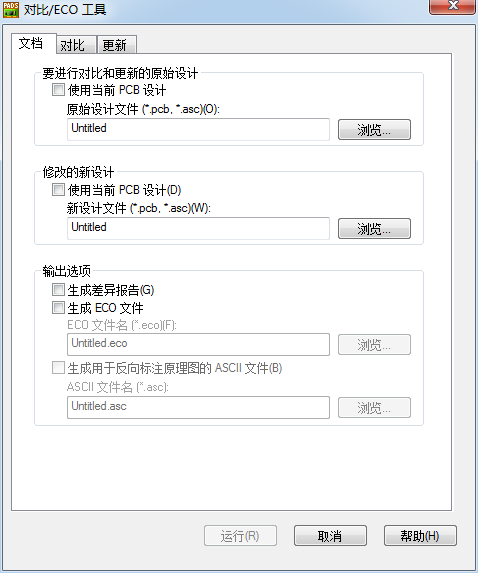 PADS
对比/ECO 工具
文档 对比 更新
要进行对比和更新的原始设计
使用当前 PCB 设计
原始设计文件 (*.pcb, *.asc)(O):
Untitled 浏览...
修改的新设计
使用当前 PCB 设计(D)
新设计文件 (*.pcb, *.asc)(W):
Untitled 浏览...
输出选项
生成差异报告(G)
生成 ECO 文件
ECO 文件名 (*.eco)(F):
Untitled.eco 浏览...
生成用于反向标注原理图的 ASCII 文件(B)
ASCII 文件名 (*.asc):
Untitled.asc 浏览...
运行(R) 取消 帮助(H)